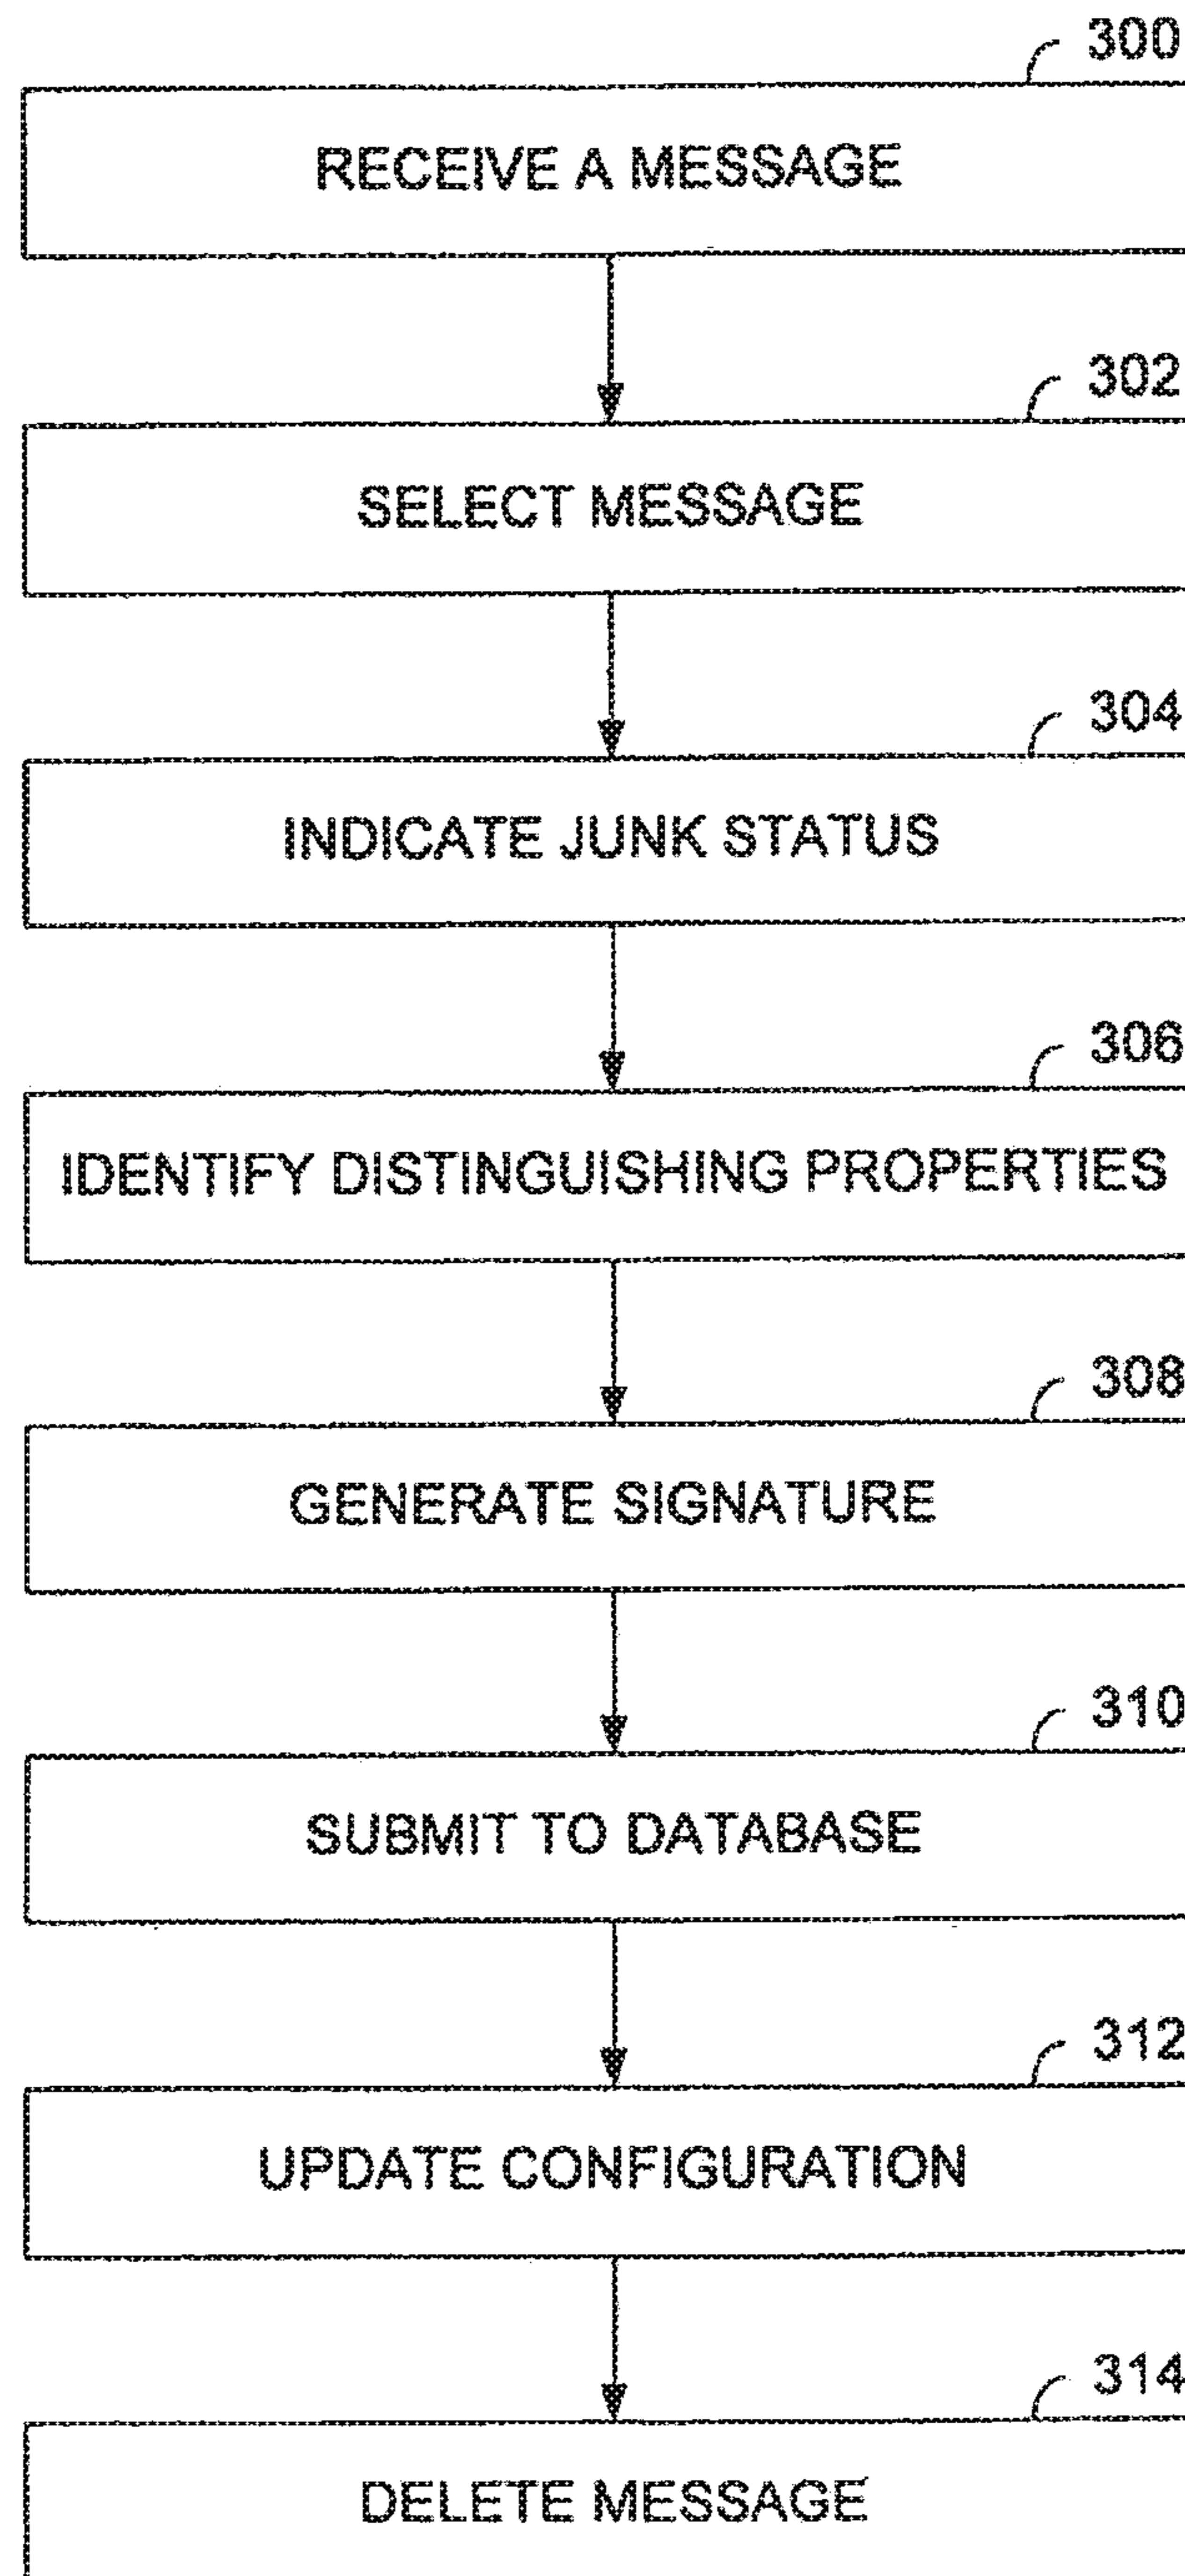 300
RECEIVE A MESSAGE
302
SELECT MESSAGE
304
INDICATE JUNK STATUS
306
IDENTIFY DISTINGUISHING PROPERTIES
308
GENERATE SIGNATURE
310
SUBMIT TO DATABASE
312
UPDATE CONFIGURATION
314
DELETE MESSAGE